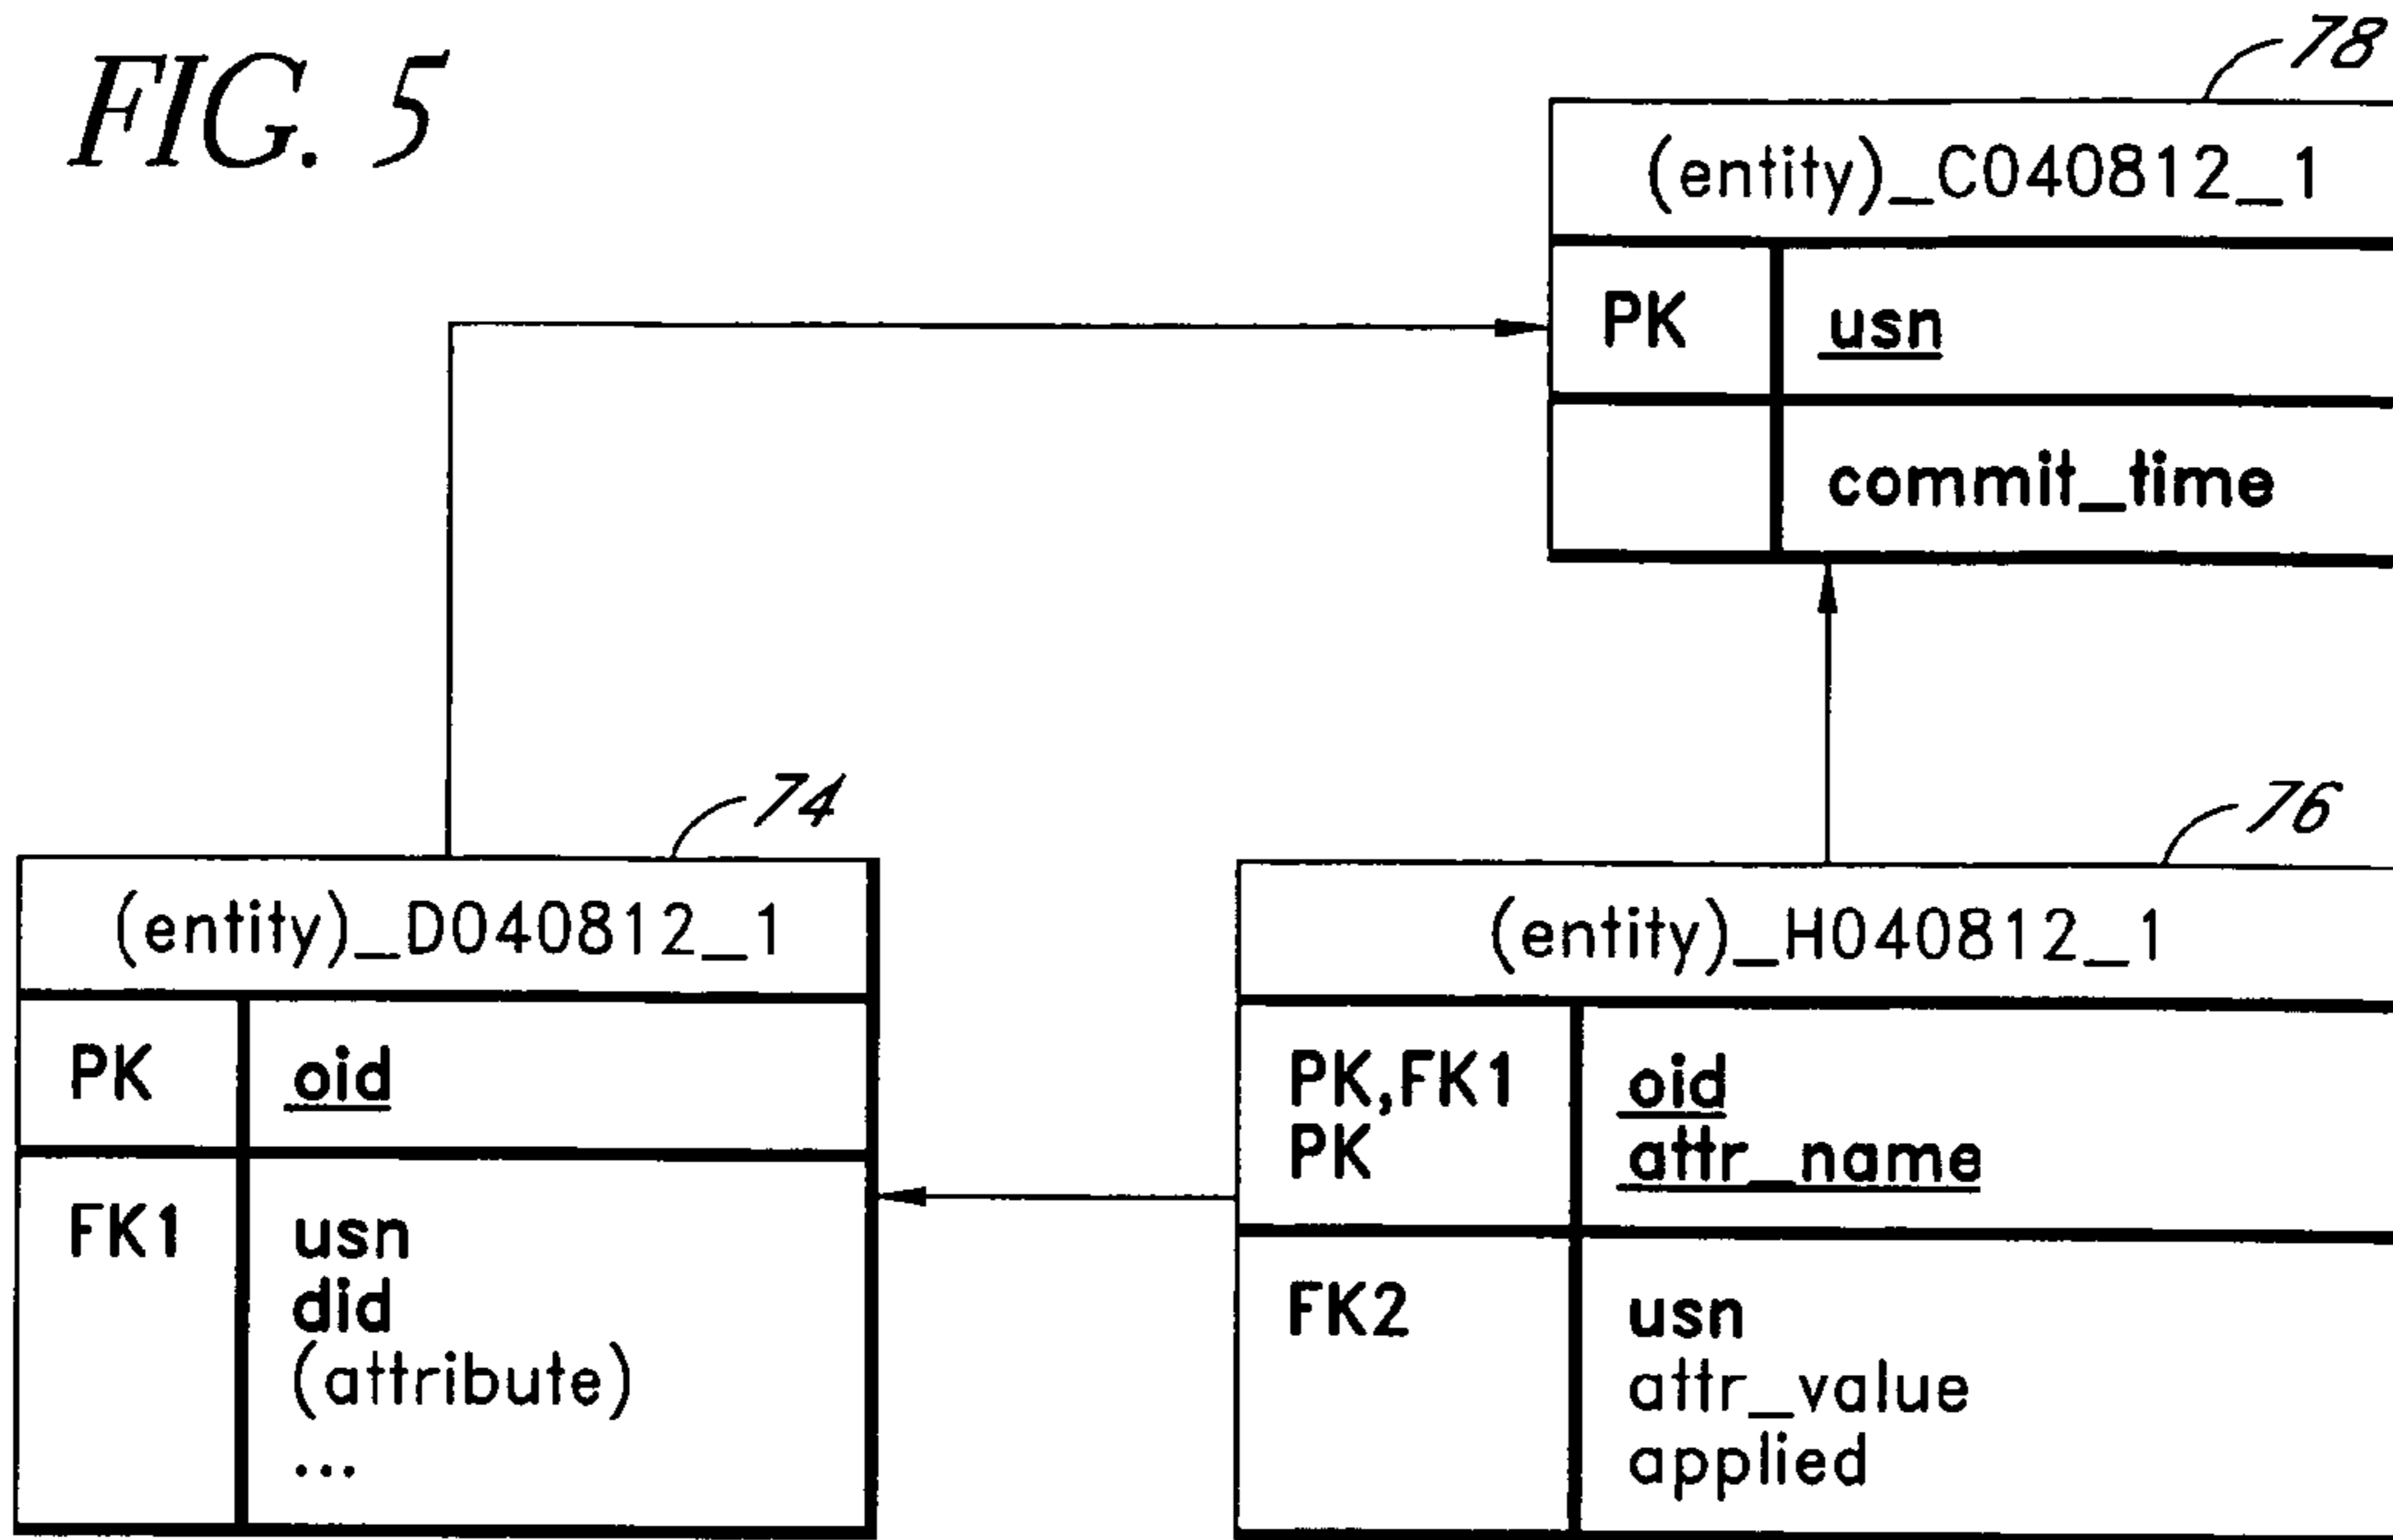 FIG. 5
78
(entity)_C040812_1
PK usn
commit_time
74
(entity)_D040812_1
PK oid
FK1 usn
did
(attribute)
...
76
(entity)_H040812_1
PK,FK1 oid
PK attr_name
FK2 usn
attr_value
applied